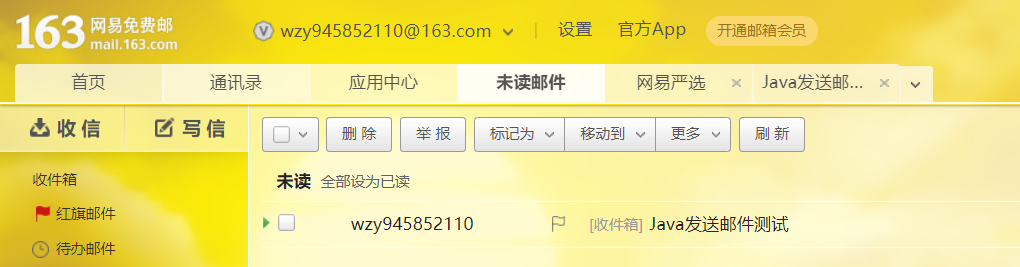 163 网易免费邮
mail.163.com
wzy945852110@163.com 设置 官方App 开通邮箱会员
首页 通讯录 应用中心 未读邮件 网易严选 × Java发送邮... ×
收信 写信 删除 举报 标记为 移动到 更多 刷新
收件箱
未读 全部设为已读
红旗邮件
wzy945852110 [收件箱] Java发送邮件测试
待办邮件